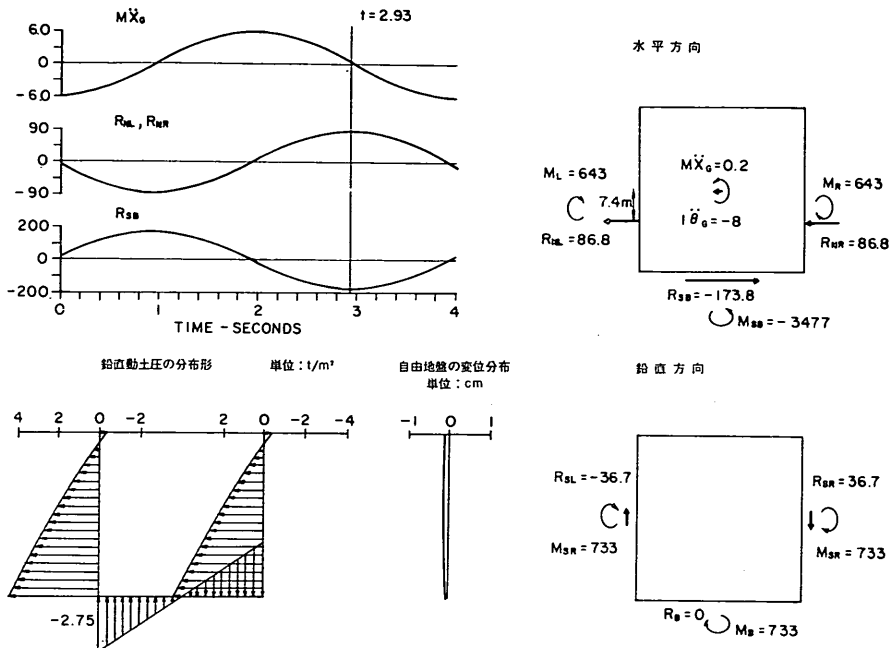 MẌG
t=2.93
6.0
0
-6.0
RNL, RNR
90
0
-90
RSB
200
0
-200
0 1 2 3 4
TIME - SECONDS
水平方向
ML = 643
7.4m
RNL = 86.8
MẌG=0.2
I θ̈G=-8
MR = 643
RNR = 86.8
RSB = -173.8
MSB = -3477
鉛直動土圧の分布形 単位：t/m²
4 2 0 -2 2 0 -2 -4
-2.75
自由地盤の変位分布
単位：cm
-1 0 1
鉛直方向
RSL = -36.7
MSR = 733
RSR = 36.7
MSR = 733
RB = 0
MB = 733